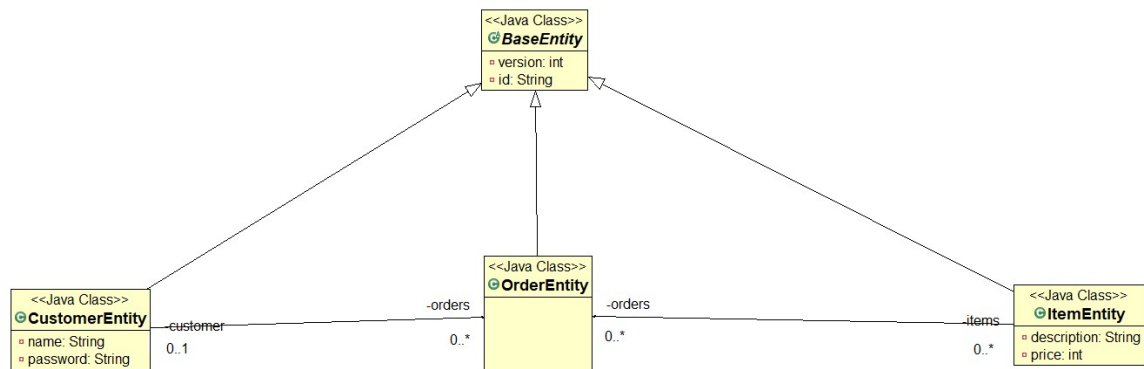 <<Java Class>>
BaseEntity
version: int
id: String
<<Java Class>>
CustomerEntity
name: String
password: String
-customer
0..1
-orders
0..*
<<Java Class>>
OrderEntity
-orders
0..*
-items
0..*
<<Java Class>>
ItemEntity
description: String
price: int